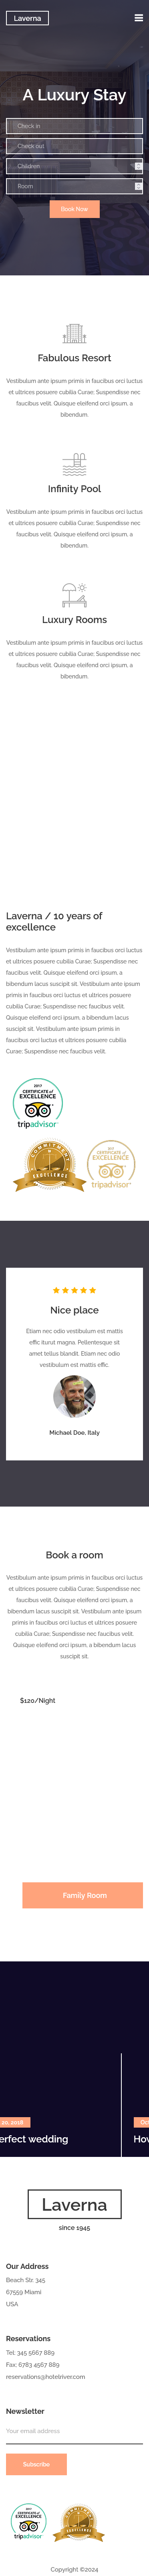 Laverna
A Luxury Stay
Check in
Check out
Children
Room
Book Now
Fabulous Resort
Vestibulum ante ipsum primis in faucibus orci luctus
et ultrices posuere cubilia Curae; Suspendisse nec
faucibus velit. Quisque eleifend orci ipsum, a
bibendum.
Infinity Pool
Vestibulum ante ipsum primis in faucibus orci luctus
et ultrices posuere cubilia Curae; Suspendisse nec
faucibus velit. Quisque eleifend orci ipsum, a
bibendum.
Luxury Rooms
Vestibulum ante ipsum primis in faucibus orci luctus
et ultrices posuere cubilia Curae; Suspendisse nec
faucibus velit. Quisque eleifend orci ipsum, a
bibendum.
Laverna / 10 years of
excellence
Vestibulum ante ipsum primis in faucibus orci luctus
et ultrices posuere cubilia Curae; Suspendisse nec
faucibus velit. Quisque eleifend orci ipsum, a
bibendum lacus suscipit sit. Vestibulum ante ipsum
primis in faucibus orci luctus et ultrices posuere
cubilia Curae; Suspendisse nec faucibus velit.
Quisque eleifend orci ipsum, a bibendum lacus
suscipit sit. Vestibulum ante ipsum primis in
faucibus orci luctus et ultrices posuere cubilia
Curae; Suspendisse nec faucibus velit.
2017
CERTIFICATE of
EXCELLENCE
tripadvisor
EXCELLENCE
tripadvisor
Nice place
Etiam nec odio vestibulum est mattis
effic iturut magna. Pellentesque sit
amet tellus blandit. Etiam nec odio
vestibulum est mattis effic.
Michael Doe, Italy
Book a room
Vestibulum ante ipsum primis in faucibus orci luctus
et ultrices posuere cubilia Curae; Suspendisse nec
faucibus velit. Quisque eleifend orci ipsum, a
bibendum lacus suscipit sit. Vestibulum ante ipsum
primis in faucibus orci luctus et ultrices posuere
cubilia Curae; Suspendisse nec faucibus velit.
Quisque eleifend orci ipsum, a bibendum lacus
suscipit sit.
$120/Night
Family Room
20, 2018
erfect wedding
Laverna
since 1945
Our Address
Beach Str. 345
67559 Miami
USA
Reservations
Tel: 345 5667 889
Fax; 6783 4567 889
reservations@hotelriver.com
Newsletter
Your email address
Subscribe
tripadvisor
Copyright ©2024